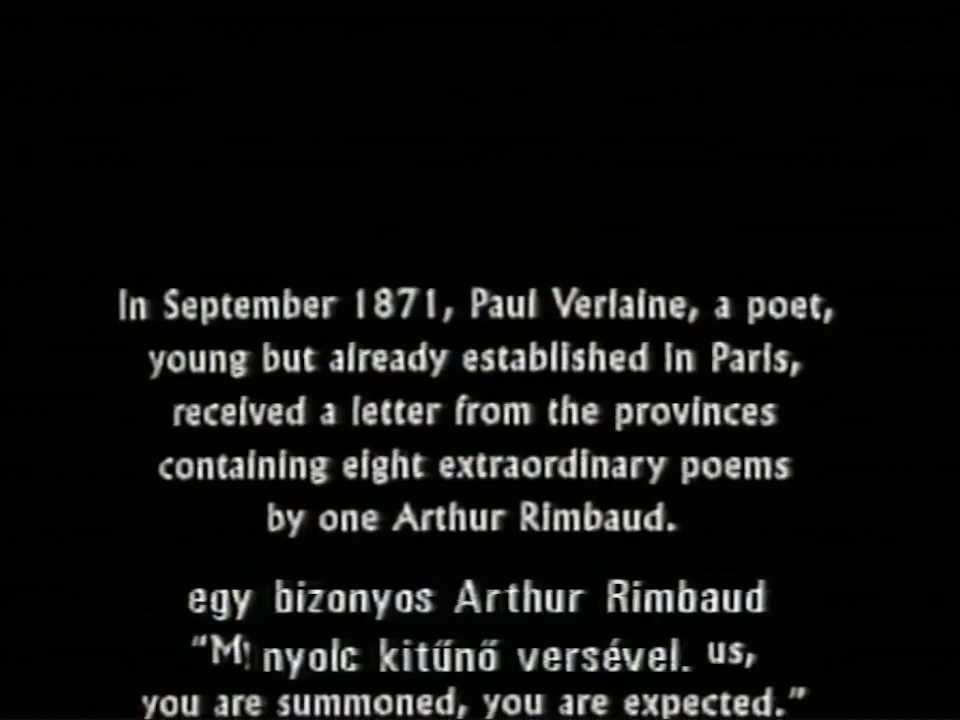 In September 1871, Paul Verlaine, a poet,
young but already established in Paris,
received a letter from the provinces
containing eight extraordinary poems
by one Arthur Rimbaud.
egy bizonyos Arthur Rimbaud
nyolc kitűnő versével.
"M us,
you are summoned, you are expected."